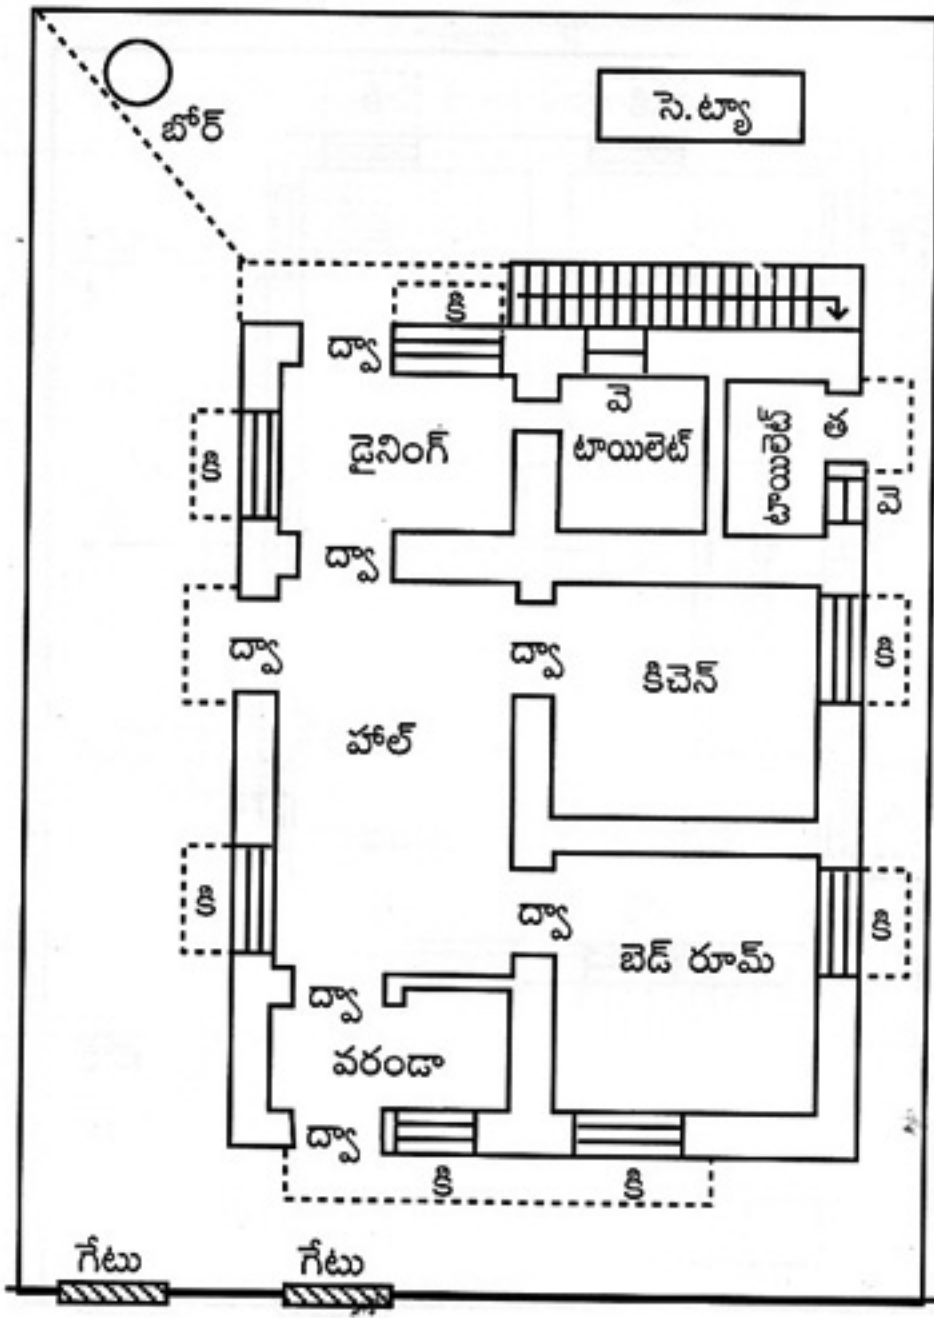 బోర్
సె.ట్యా
కి
ద్వా
వె
త
డైనింగ్
టాయిలెట్
టాయిలెట్
కి
వె
ద్వా
ద్వా
ద్వా
కి
కిచెన్
హాల్
కి
ద్వా
కి
బెడ్ రూమ్
ద్వా
వరండా
ద్వా
కి
కి
గేటు
గేటు